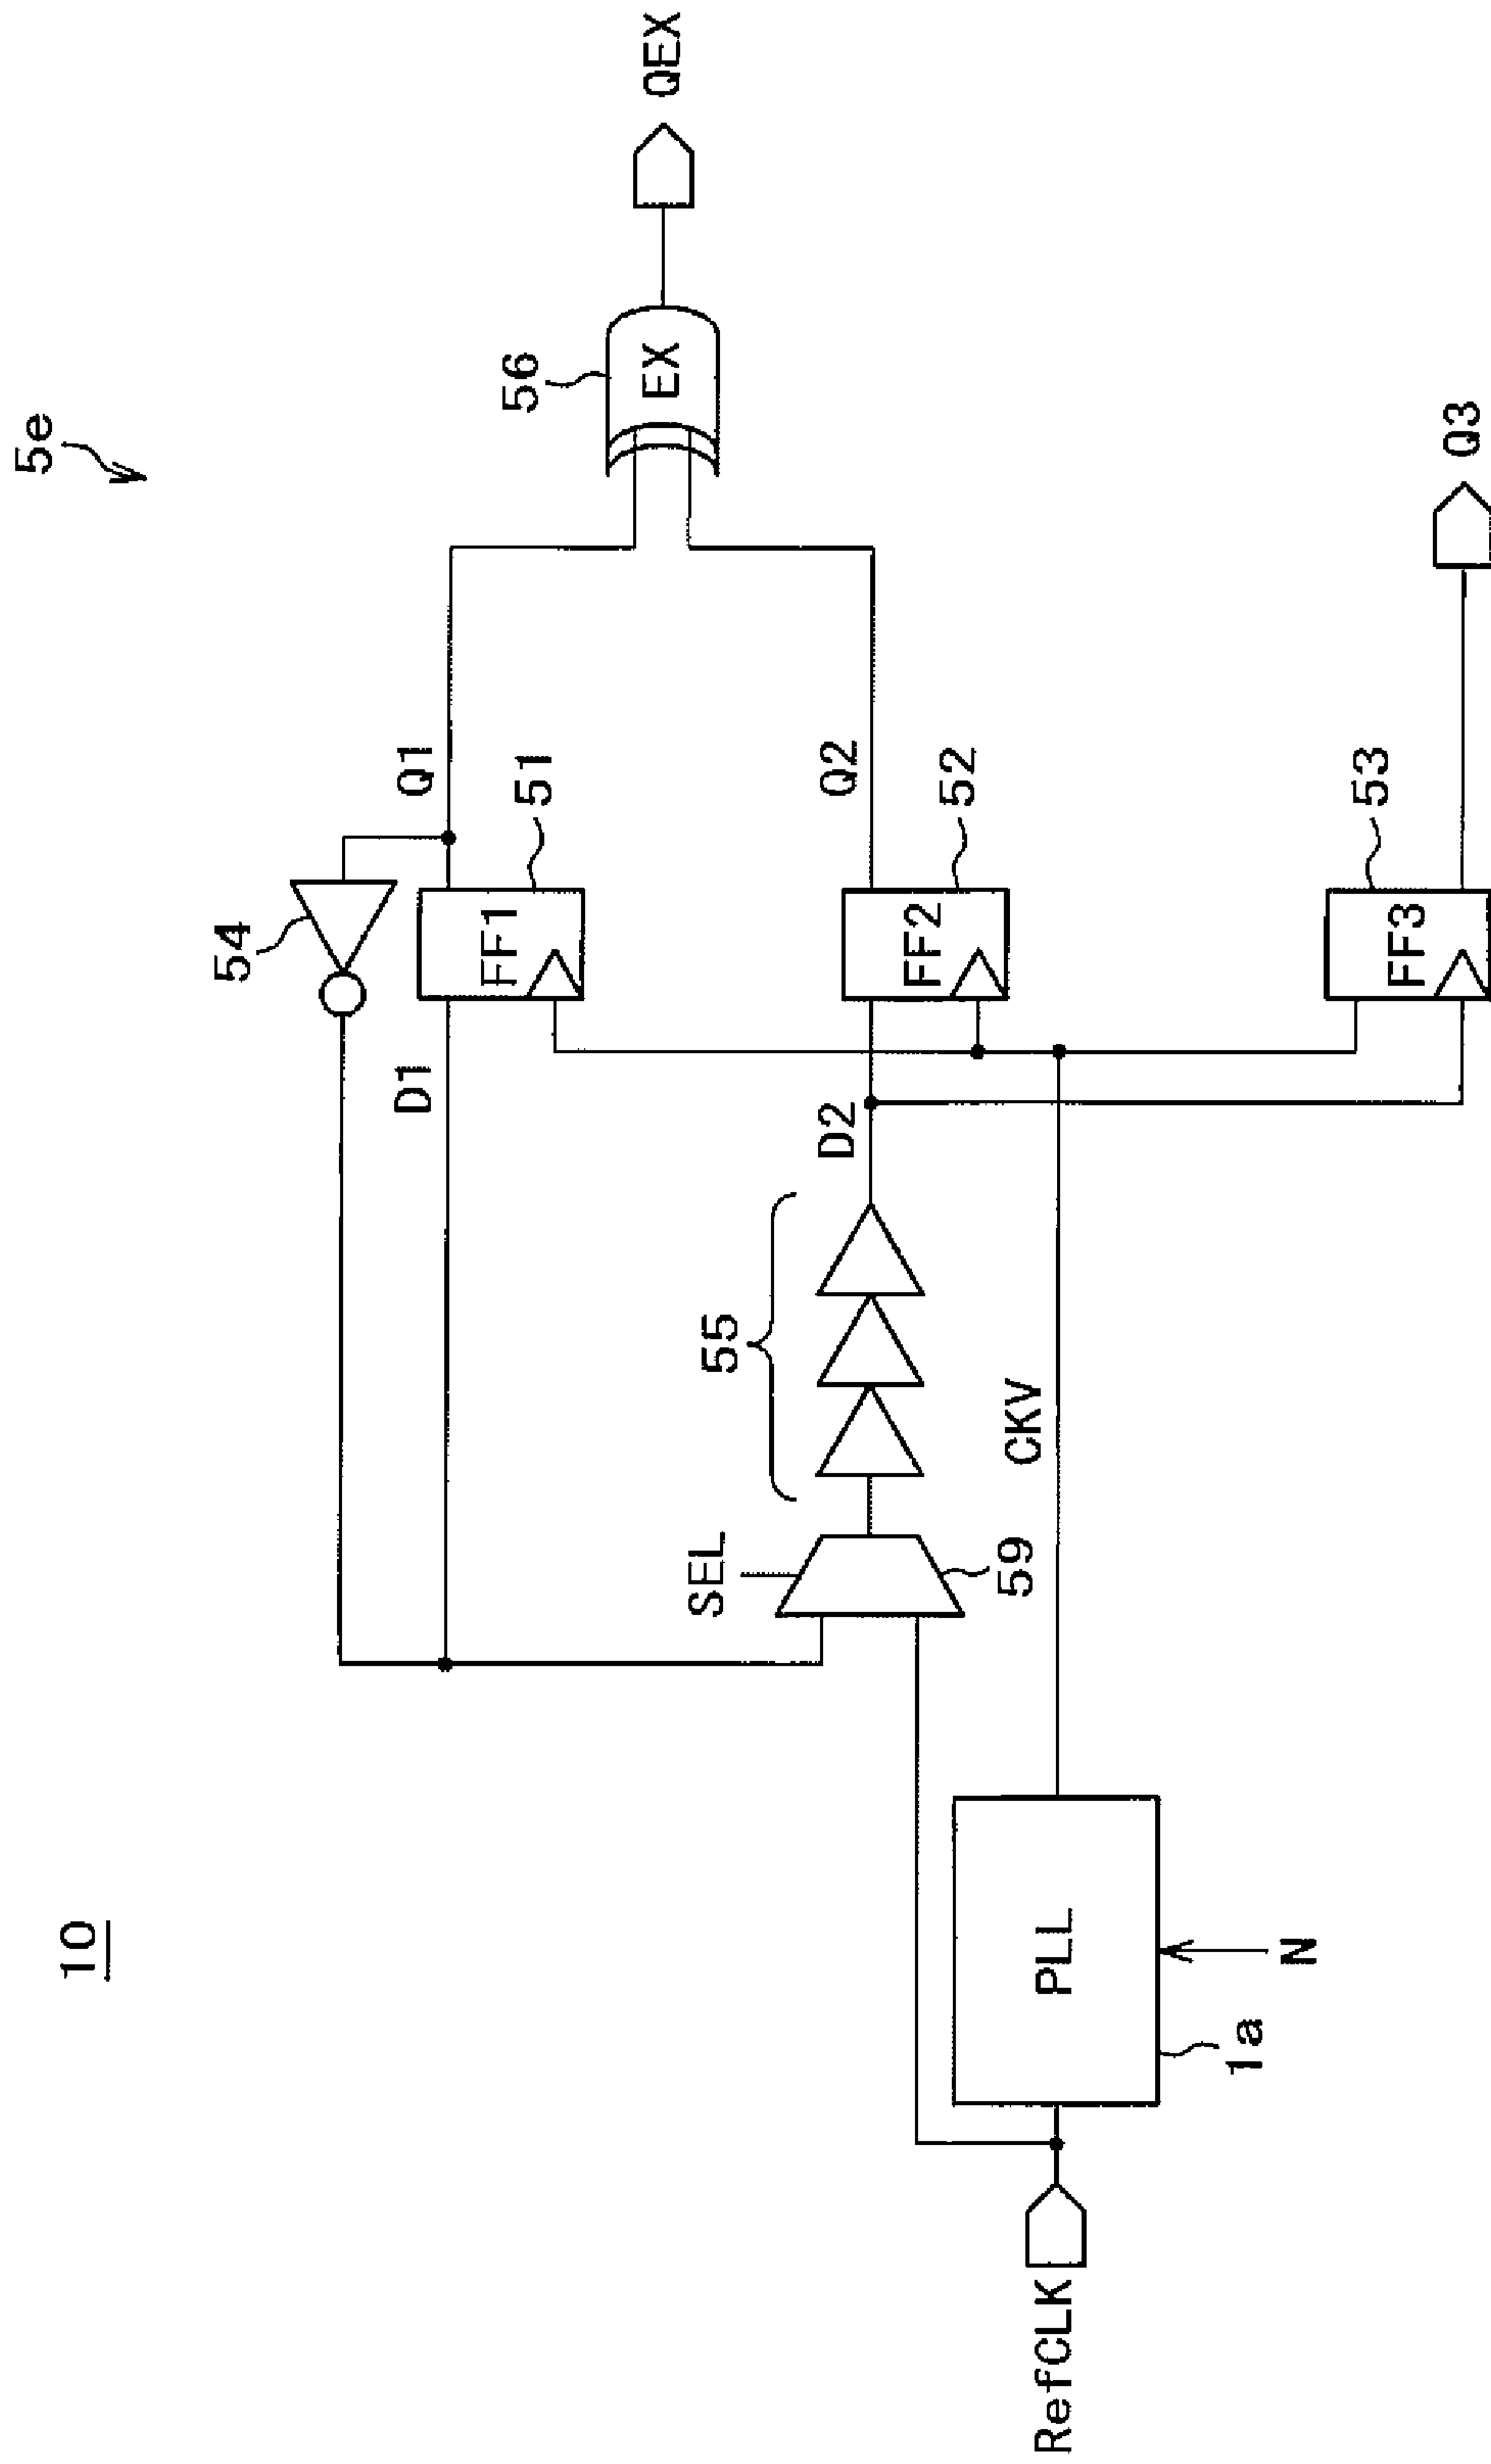 10
5e
54
Q1
D1
FF1
51
56
EX
QEX
SEL
55
D2
Q2
FF2
52
59
CKV
RefCLK
PLL
1a
N
FF3
53
Q3